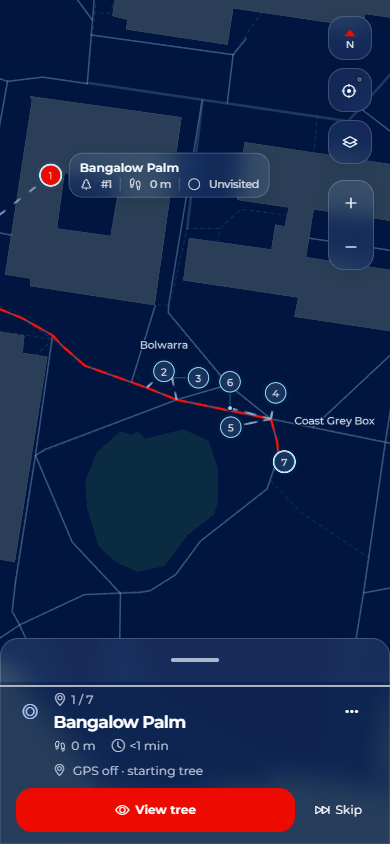 N
1
Bangalow Palm
#1 0 m Unvisited
+
−
Bolwarra
2
3
6
4
Coast Grey Box
5
7
1 / 7
Bangalow Palm
0 m <1 min
GPS off · starting tree
View tree
Skip